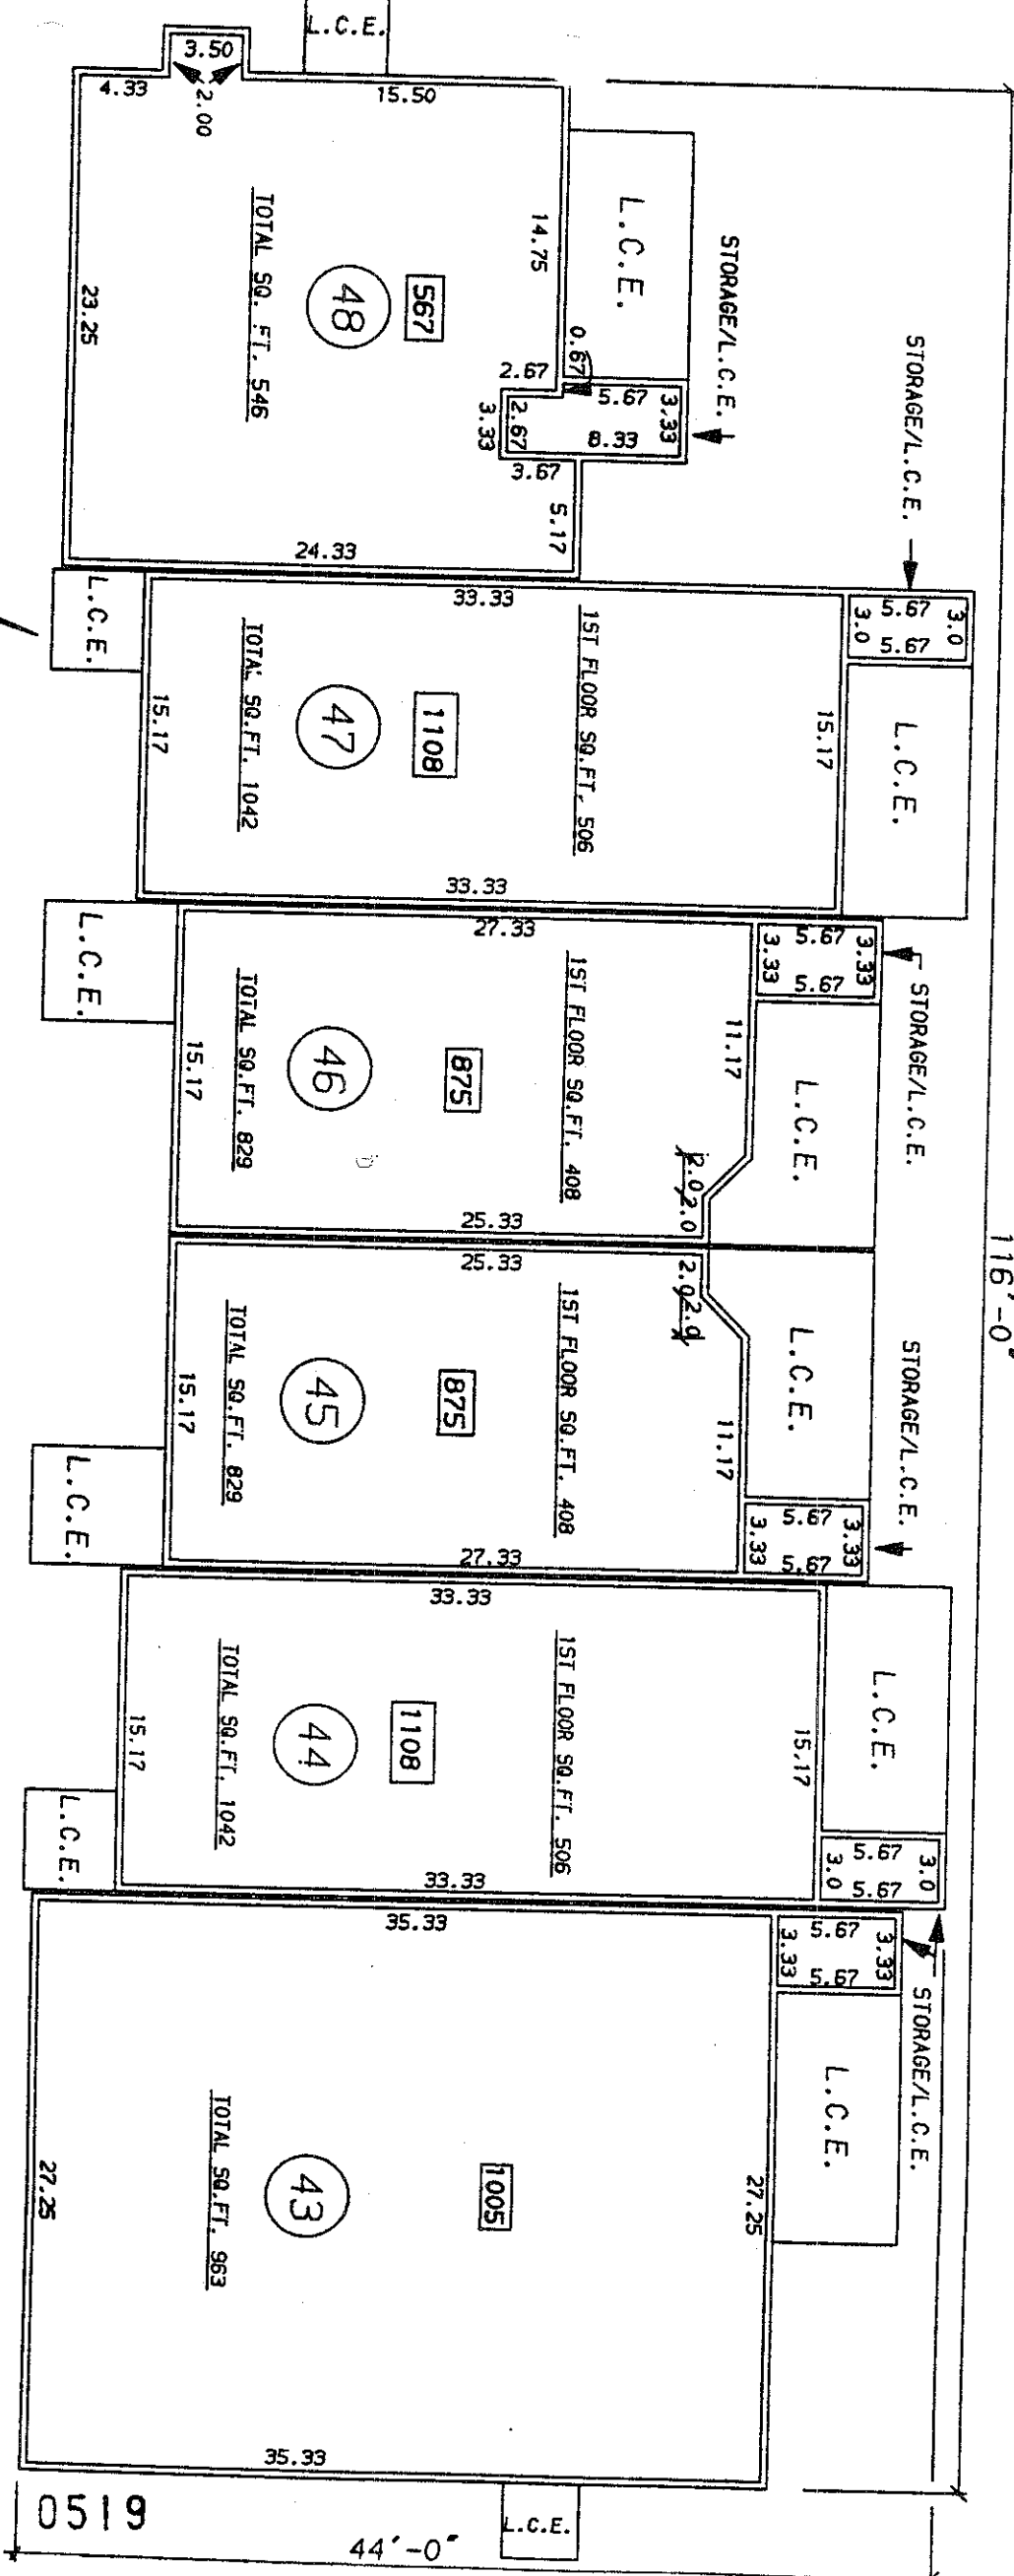 L.C.E.
3.50
4.33
2.00
15.50
L.C.E.
14.75
STORAGE/L.C.E.
567
48
TOTAL SQ. FT. 546
23.25
0.67
2.67
5.67
3.33
8.33
2.67
3.33
3.67
5.17
24.33
STORAGE/L.C.E.
5.67
3.0
3.0
5.67
L.C.E.
L.C.E.
33.33
1ST FLOOR SQ.FT. 506
15.17
1108
47
TOTAL SQ.FT. 1042
15.17
33.33
L.C.E.
27.33
5.67
3.33
3.33
5.67
STORAGE/L.C.E.
1ST FLOOR SQ.FT. 408
11.17
L.C.E.
875
46
TOTAL SQ.FT. 829
15.17
2.0
2.0
25.33
116'-0"
25.33
2.0
2.0
1ST FLOOR SQ.FT. 408
L.C.E.
11.17
875
45
TOTAL SQ.FT. 829
15.17
STORAGE/L.C.E.
5.67
3.33
3.33
5.67
27.33
L.C.E.
33.33
1ST FLOOR SQ.FT. 506
15.17
L.C.E.
1108
44
TOTAL SQ.FT. 1042
15.17
L.C.E.
5.67
3.0
3.0
5.67
33.33
35.33
5.67
3.33
3.33
5.67
STORAGE/L.C.E.
L.C.E.
1005
43
TOTAL SQ.FT. 963
27.25
27.25
35.33
L.C.E.
44'-0"
0519